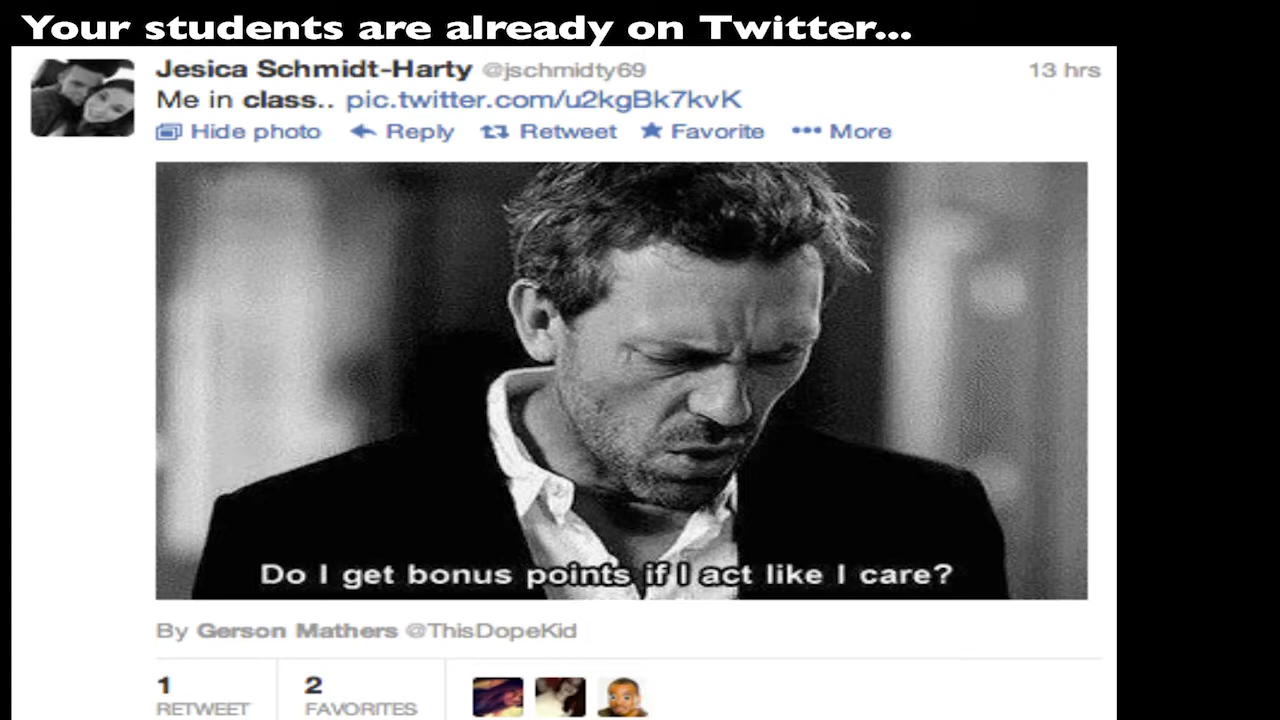 Your students are already on Twitter...
Jesica Schmidt-Harty @jschmidty69 13 hrs
Me in class.. pic.twitter.com/u2kgBk7kvK
Hide photo Reply Retweet Favorite More
Do I get bonus points if I act like I care?
By Gerson Mathers @ThisDopeKid
1 2
RETWEET FAVORITES